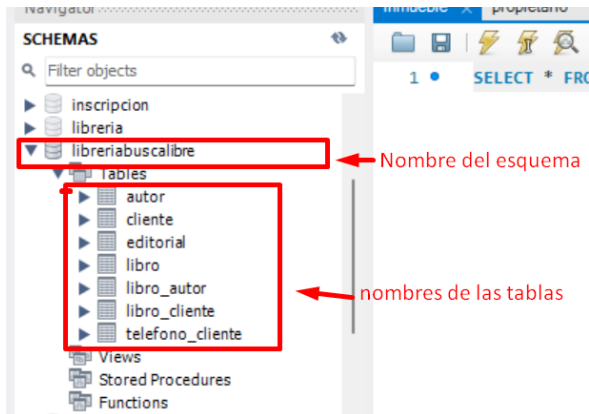 Navigator
inmueble × propietario
SCHEMAS
Filter objects
1 SELECT * FRO
inscripcion
libreria
libreriabuscalibre
Nombre del esquema
Tables
autor
cliente
editorial
libro
libro_autor
nombres de las tablas
libro_cliente
telefono_cliente
Views
Stored Procedures
Functions